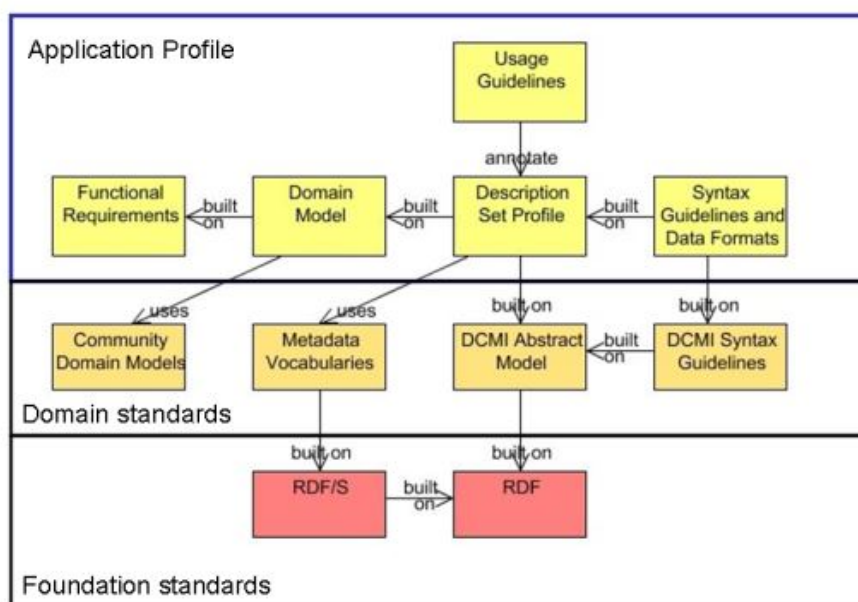 Application Profile
Usage
Guidelines
annotate
Functional
Requirements
built
on
Domain
Model
built
on
Description
Set Profile
built
on
Syntax
Guidelines and
Data Formats
uses
uses
built on
built on
Community
Domain Models
Metadata
Vocabularies
DCMI Abstract
Model
built
on
DCMI Syntax
Guidelines
Domain standards
built on
built on
RDF/S
built
on
RDF
Foundation standards